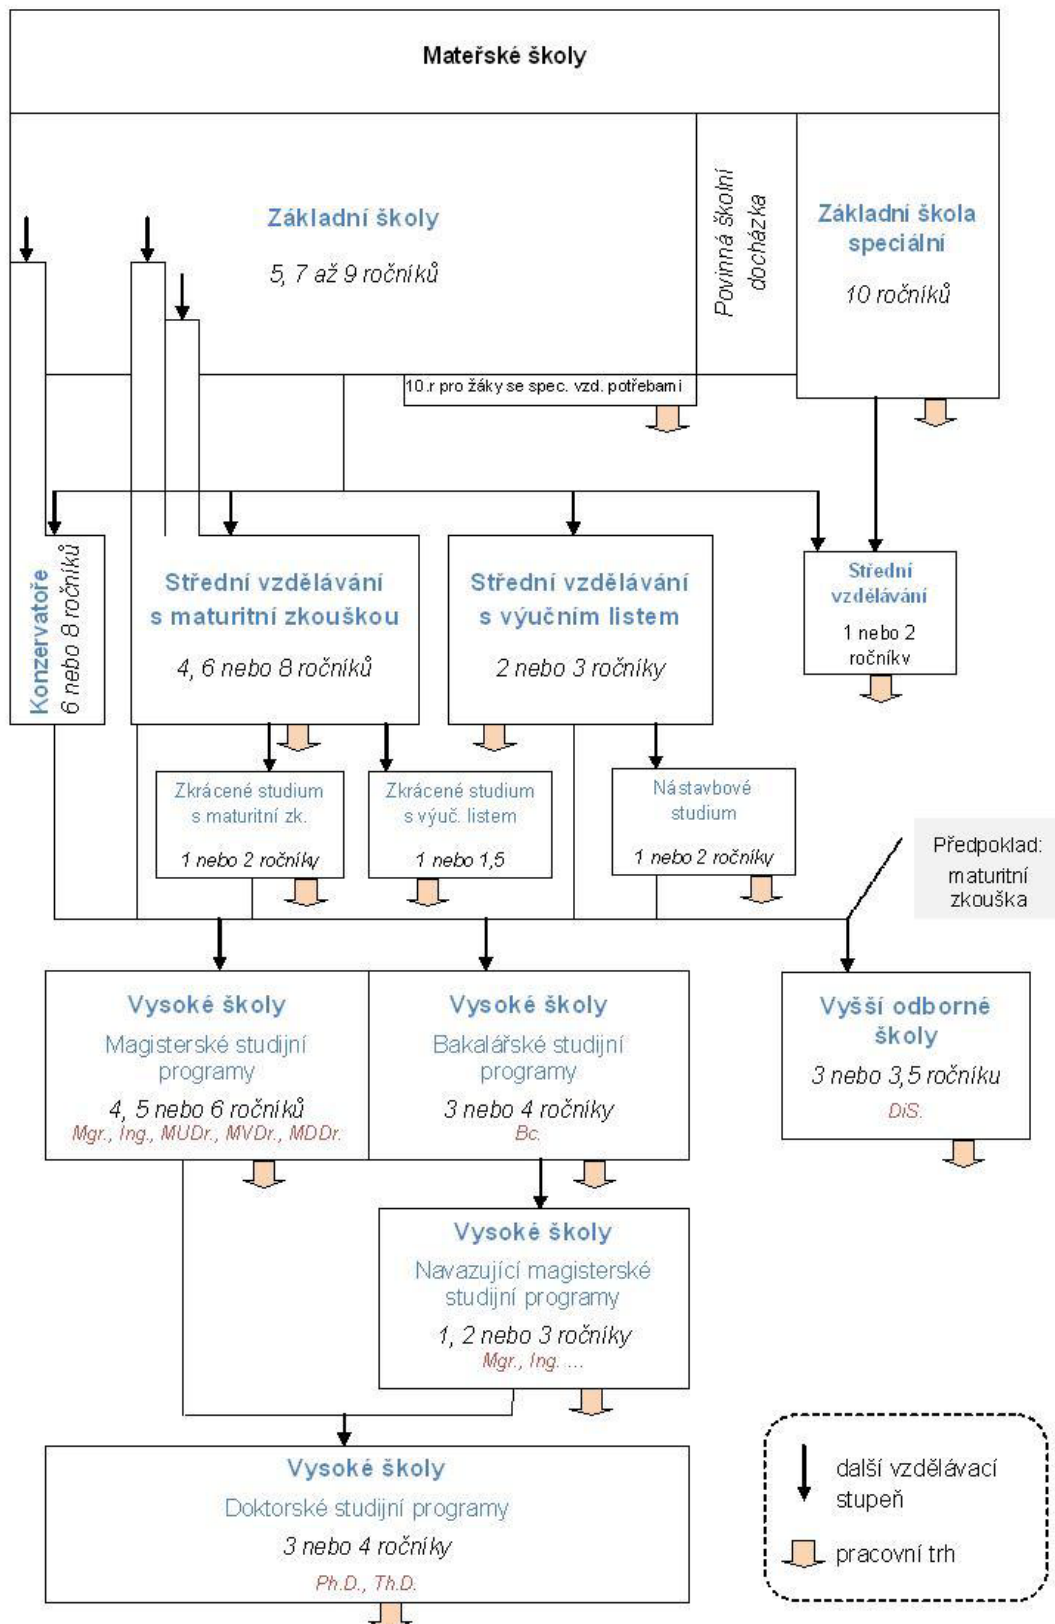 Mateřské školy
Základní školy
5, 7 až 9 ročníků
Povinná školní
docházka
Základní škola
speciální
10 ročníků
10.r pro žáky se spec. vzd. potřebami
Konzervatoře
6 nebo 8 ročníků
Střední vzdělávání
s maturitní zkouškou
4, 6 nebo 8 ročníků
Střední vzdělávání
s výučním listem
2 nebo 3 ročníky
Střední
vzdělávání
1 nebo 2
ročníky
Zkrácené studium
s maturitní zk.
1 nebo 2 ročníky
Zkrácené studium
s výuč. listem
1 nebo 1,5
Nástavbové
studium
1 nebo 2 ročníky
Předpoklad:
maturitní
zkouška
Vysoké školy
Magisterské studijní
programy
4, 5 nebo 6 ročníků
Mgr., Ing., MUDr., MVDr., MDDr.
Vysoké školy
Bakalářské studijní
programy
3 nebo 4 ročníky
Bc.
Vyšší odborné
školy
3 nebo 3,5 ročníku
DiS.
Vysoké školy
Navazující magisterské
studijní programy
1, 2 nebo 3 ročníky
Mgr., Ing. ...
Vysoké školy
Doktorské studijní programy
3 nebo 4 ročníky
Ph.D., Th.D.
další vzdělávací
stupeň
pracovní trh